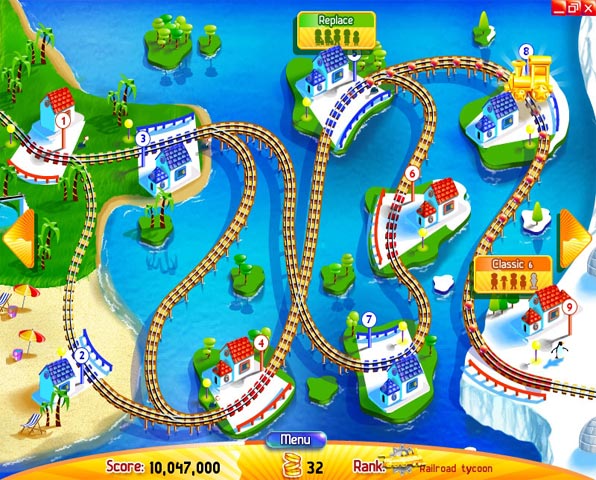 Replace
8
1
3
6
Classic 6
9
7
4
2
Menu
Score: 10,047,000
32
Rank:
Railroad tycoon